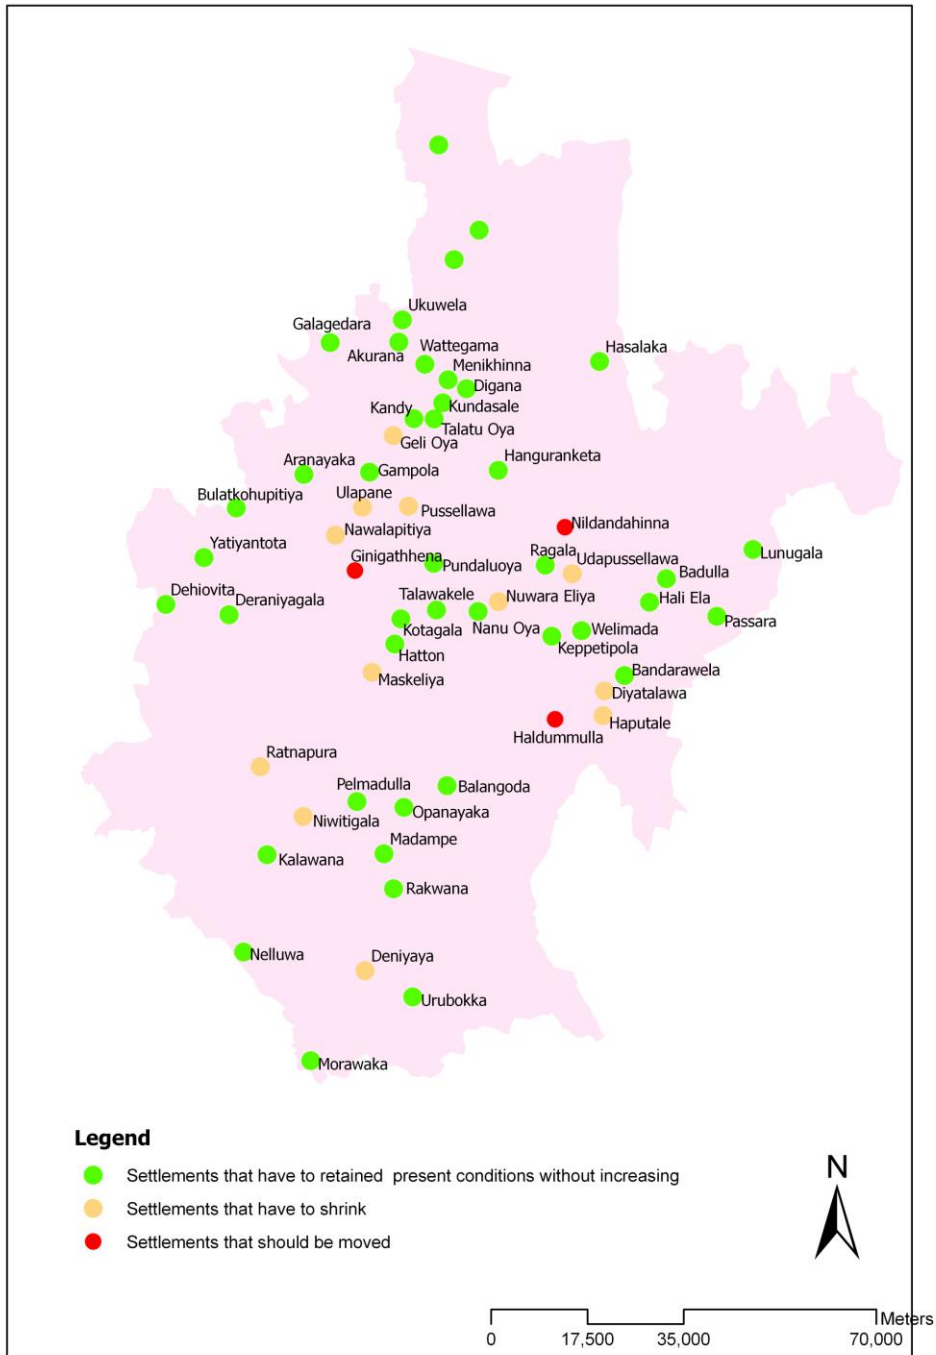 Ukuwela
Galagedara
Akurana
Wattegama
Hasalaka
Menikhinna
Digana
Kundasale
Kandy
Talatu Oya
Geli Oya
Hanguranketa
Aranayaka
Gampola
Ulapane
Bulatkohupitiya
Pussellawa
Nildandahinna
Nawalapitiya
Yatiyantota
Ginigathhena
Ragala
Lunugala
Udapussellawa
Pundaluoya
Badulla
Dehiovita
Talawakele
Nuwara Eliya
Hali Ela
Deraniyagala
Passara
Kotagala
Nanu Oya
Welimada
Keppetipola
Hatton
Bandarawela
Maskeliya
Diyatalawa
Haputale
Haldummulla
Ratnapura
Pelmadulla
Balangoda
Opanayaka
Niwitigala
Madampe
Kalawana
Rakwana
Nelluwa
Deniyaya
Urubokka
Morawaka
Legend
Settlements that have to retained present conditions without increasing
Settlements that have to shrink
Settlements that should be moved
N
Meters
0 17,500 35,000 70,000